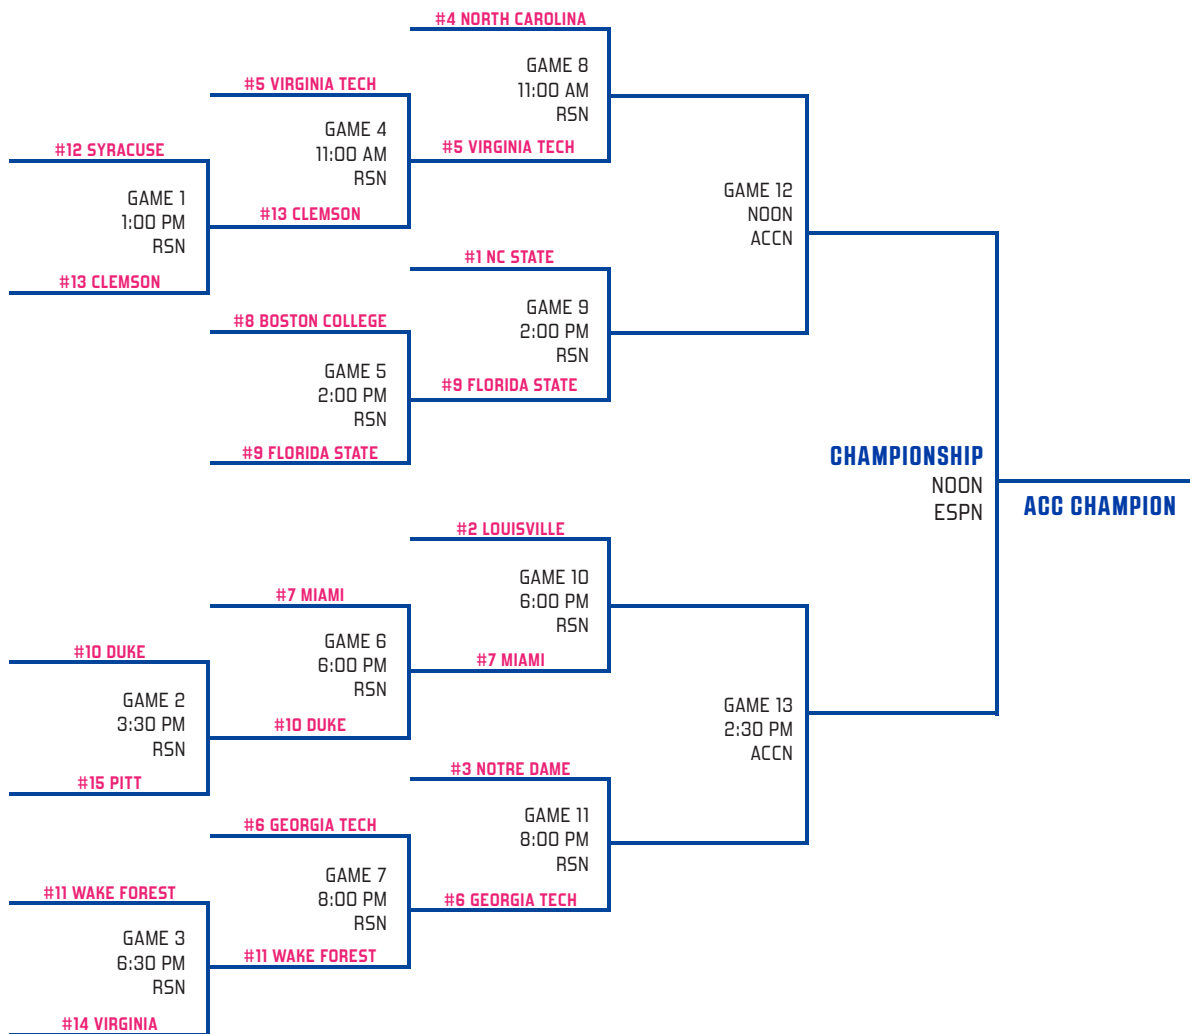 #4 NORTH CAROLINA
GAME 8
11:00 AM
RSN
#5 VIRGINIA TECH
GAME 4
11:00 AM
RSN
#5 VIRGINIA TECH
#12 SYRACUSE
GAME 1
1:00 PM
RSN
#13 CLEMSON
#13 CLEMSON
GAME 12
NOON
ACCN
#1 NC STATE
GAME 9
2:00 PM
RSN
#8 BOSTON COLLEGE
GAME 5
2:00 PM
RSN
#9 FLORIDA STATE
#9 FLORIDA STATE
CHAMPIONSHIP
NOON
ESPN
ACC CHAMPION
#2 LOUISVILLE
GAME 10
6:00 PM
RSN
#7 MIAMI
GAME 6
6:00 PM
RSN
#7 MIAMI
#10 DUKE
GAME 2
3:30 PM
RSN
#10 DUKE
#15 PITT
GAME 13
2:30 PM
ACCN
#3 NOTRE DAME
GAME 11
8:00 PM
RSN
#6 GEORGIA TECH
GAME 7
8:00 PM
RSN
#6 GEORGIA TECH
#11 WAKE FOREST
GAME 3
6:30 PM
RSN
#11 WAKE FOREST
#14 VIRGINIA